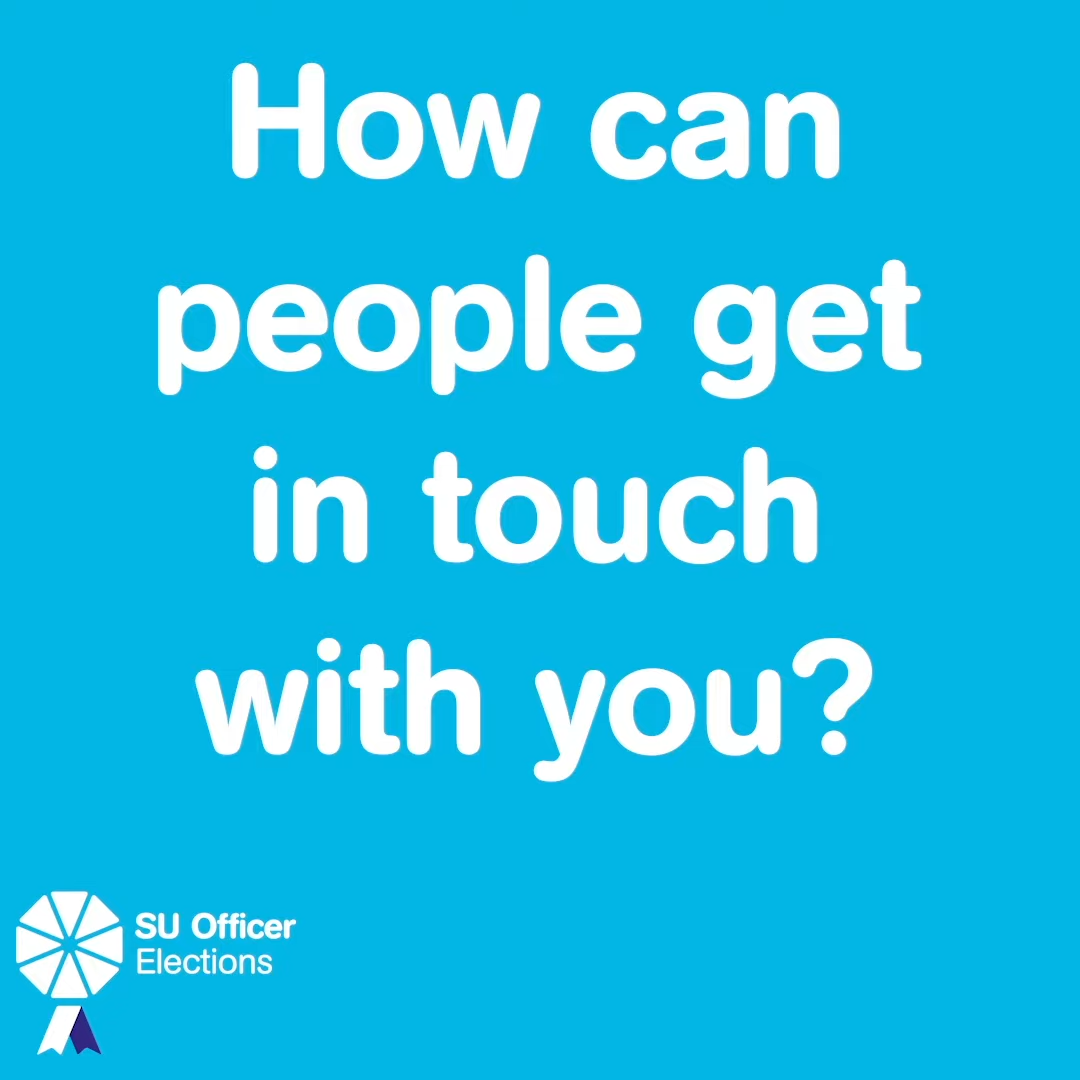 How can
people get
in touch
with you?
SU Officer
Elections